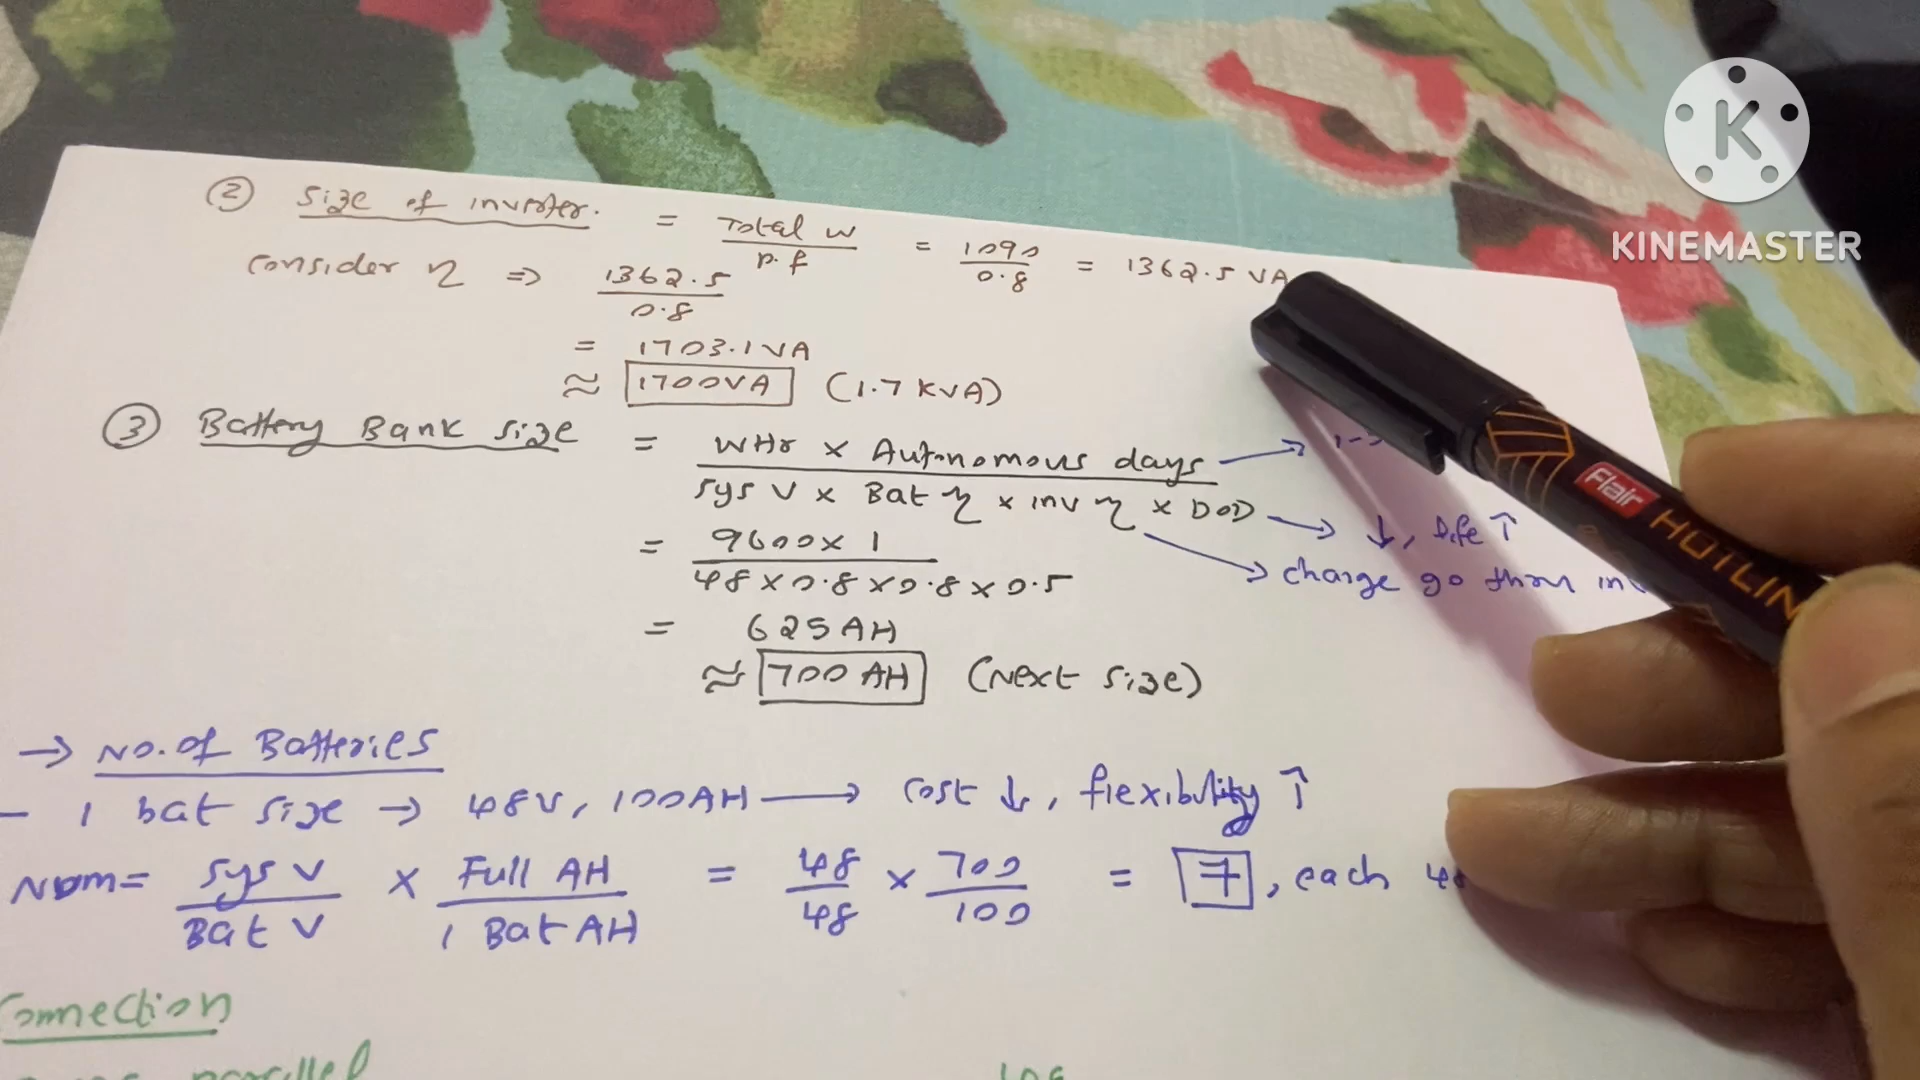 ② Size of inverter. = Total W / p.f = 1090 / 0.8 = 1362.5 VA
Consider η ⇒ 1362.5 / 0.8
= 1703.1 VA
≈ 1700VA (1.7 KVA)
③ Battery Bank size = WHr × Autonomous days / Sys V × Bat η × inv η × DOD → ↓, life ↑
→ charge go thru
= 9600 × 1 / 48 × 0.8 × 0.8 × 0.5
= 625 AH
≈ 700 AH (Next size)
→ No. of Batteries
- 1 bat size → 48V, 100AH → cost ↓, flexibility ↑
= Sys V / Bat V × Full AH / 1 Bat AH = 48 / 48 × 700 / 100 = 7, each
Connection
parallel
KINEMASTER
K
Flair
HOTLIN